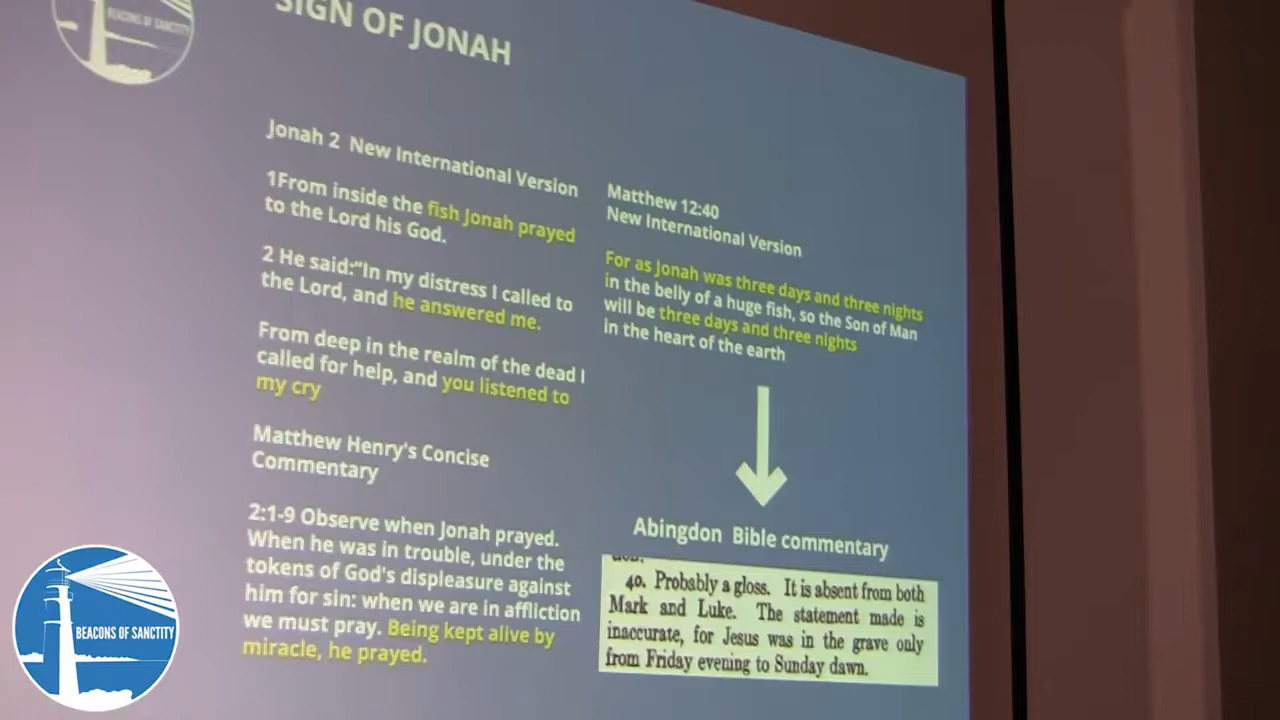 BEACONS OF SANCTITY
SIGN OF JONAH
Jonah 2 New International Version
1From inside the fish Jonah prayed
to the Lord his God.
2 He said:“In my distress I called to
the Lord, and he answered me.
From deep in the realm of the dead I
called for help, and you listened to
my cry
Matthew Henry's Concise
Commentary
2:1-9 Observe when Jonah prayed.
When he was in trouble, under the
tokens of God's displeasure against
him for sin: when we are in affliction
we must pray. Being kept alive by
miracle, he prayed.
Matthew 12:40
New International Version
For as Jonah was three days and three nights
in the belly of a huge fish, so the Son of Man
will be three days and three nights
in the heart of the earth
Abingdon Bible commentary
40. Probably a gloss. It is absent from both
Mark and Luke. The statement made is
inaccurate, for Jesus was in the grave only
from Friday evening to Sunday dawn.
BEACONS OF SANCTITY